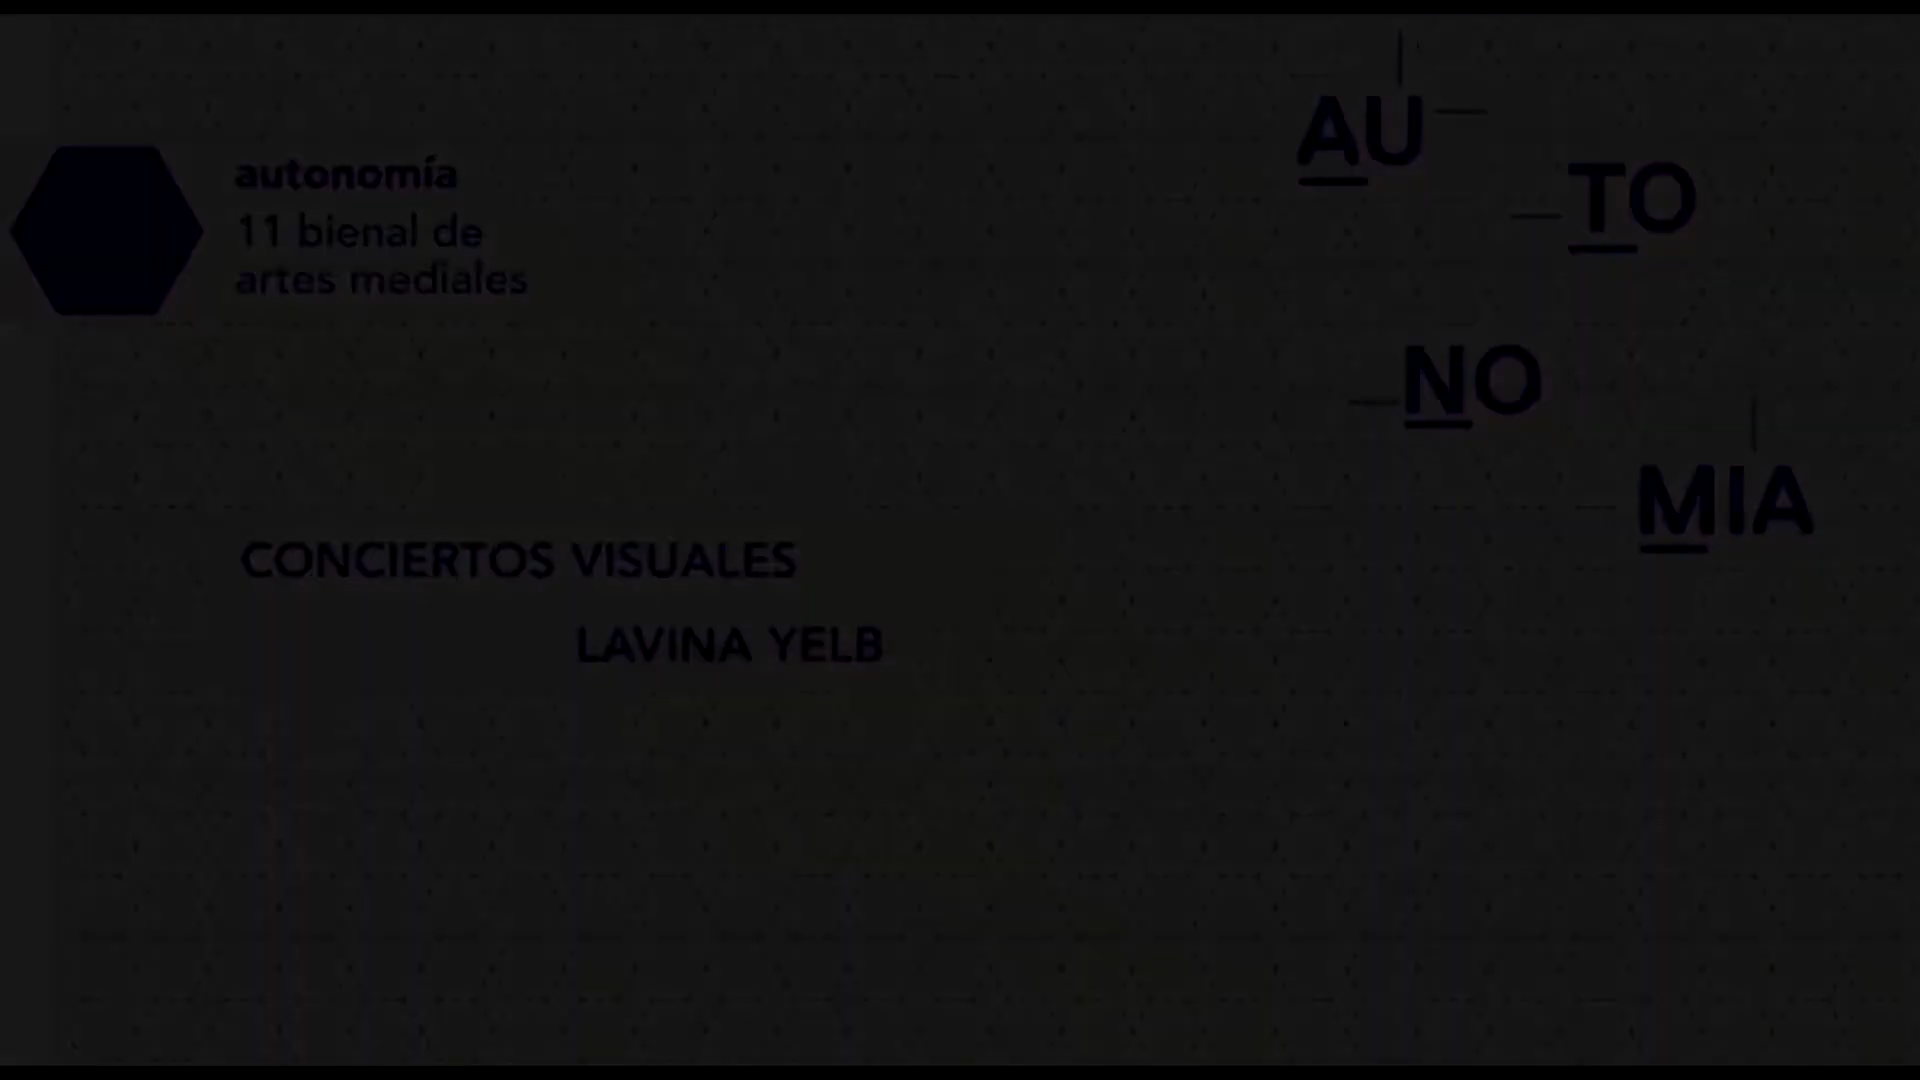 autonomía
11 bienal de
artes mediales
AU
TO
NO
MIA
CONCIERTOS VISUALES
LAVINA YELB